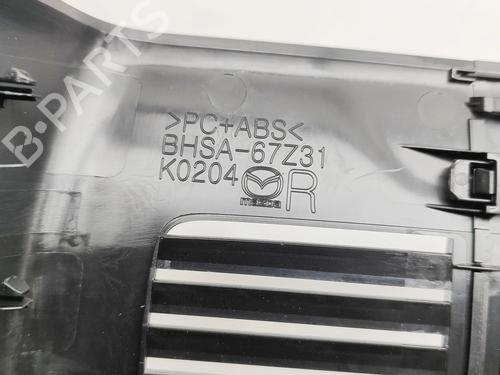 B-PARTS
>PC+ABS<
BHSA-67Z31
K0204 mazda R